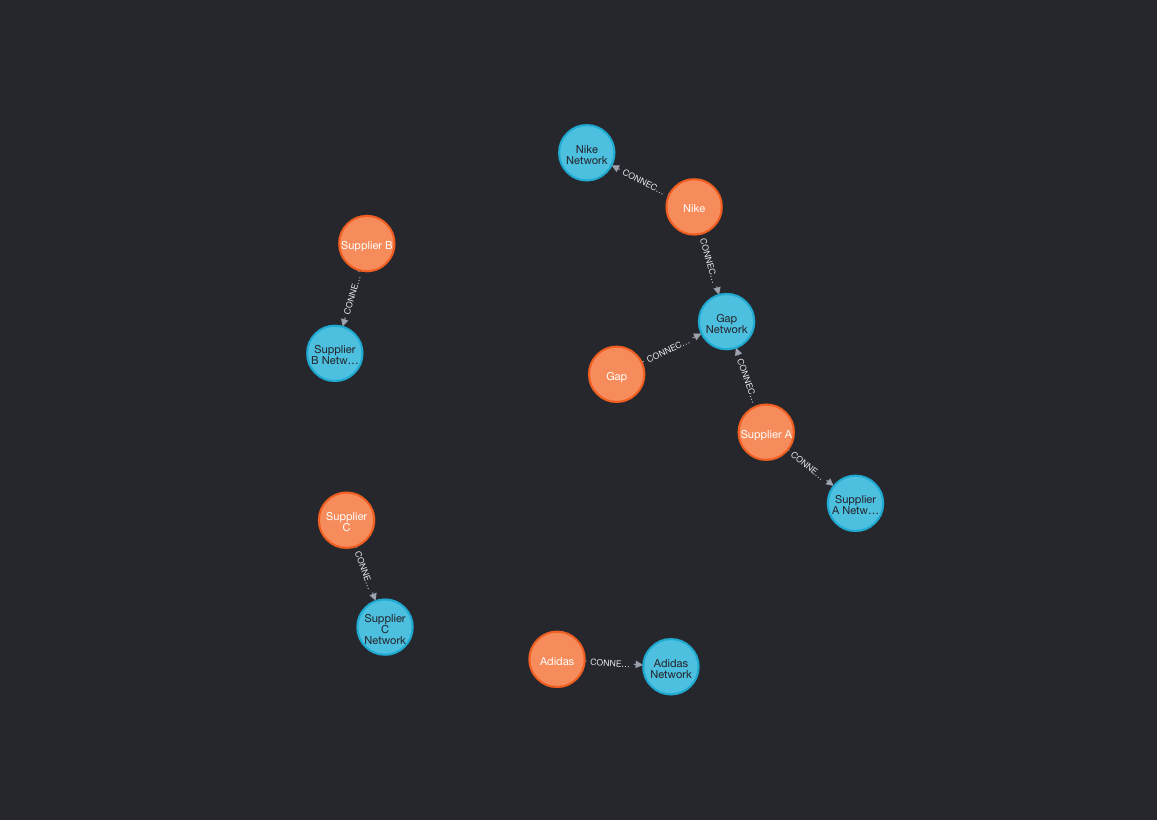 Nike
Network
CONNEC...
Nike
CONNEC...
Supplier B
CONNE...
Supplier
B Netw...
Gap
Network
CONNEC...
Gap
CONNEC...
Supplier A
CONNE...
Supplier
A Netw...
Supplier
C
CONNE...
Supplier
C
Network
Adidas
CONNE...
Adidas
Network